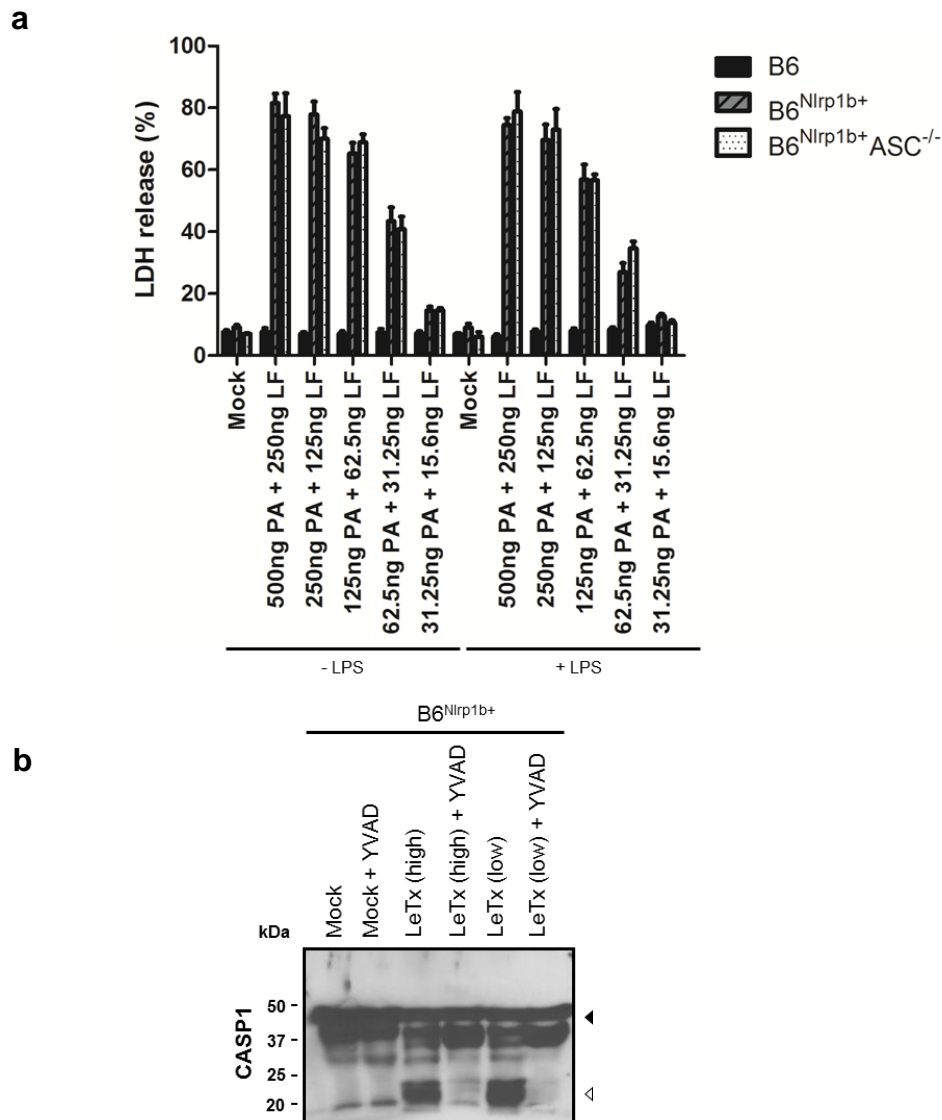 a
LDH release (%)
100
80
60
40
20
0
B6
B6Nlrp1b+
B6Nlrp1b+ASC-/-
Mock
500ng PA + 250ng LF
250ng PA + 125ng LF
125ng PA + 62.5ng LF
62.5ng PA + 31.25ng LF
31.25ng PA + 15.6ng LF
Mock
500ng PA + 250ng LF
250ng PA + 125ng LF
125ng PA + 62.5ng LF
62.5ng PA + 31.25ng LF
31.25ng PA + 15.6ng LF
- LPS
+ LPS
b
B6Nlrp1b+
Mock
Mock + YVAD
LeTx (high)
LeTx (high) + YVAD
LeTx (low)
LeTx (low) + YVAD
kDa
CASP1
50
37
25
20